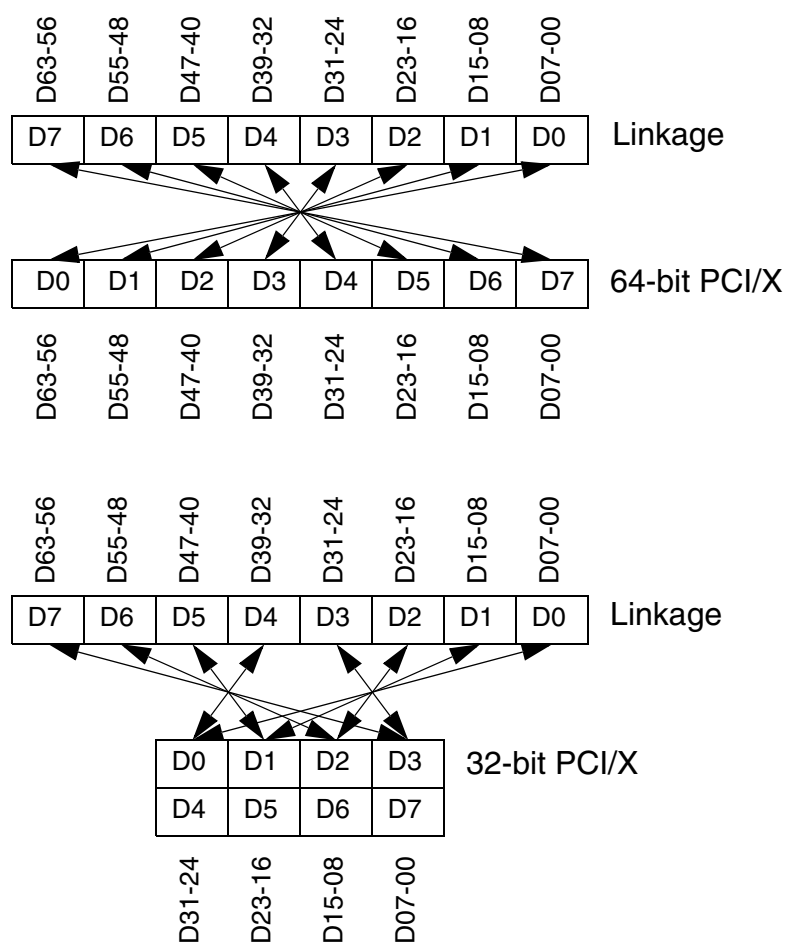 D63-56 D55-48 D47-40 D39-32 D31-24 D23-16 D15-08 D07-00
D7 D6 D5 D4 D3 D2 D1 D0 Linkage
D0 D1 D2 D3 D4 D5 D6 D7 64-bit PCI/X
D63-56 D55-48 D47-40 D39-32 D31-24 D23-16 D15-08 D07-00
D63-56 D55-48 D47-40 D39-32 D31-24 D23-16 D15-08 D07-00
D7 D6 D5 D4 D3 D2 D1 D0 Linkage
D0 D1 D2 D3 32-bit PCI/X
D4 D5 D6 D7
D31-24 D23-16 D15-08 D07-00